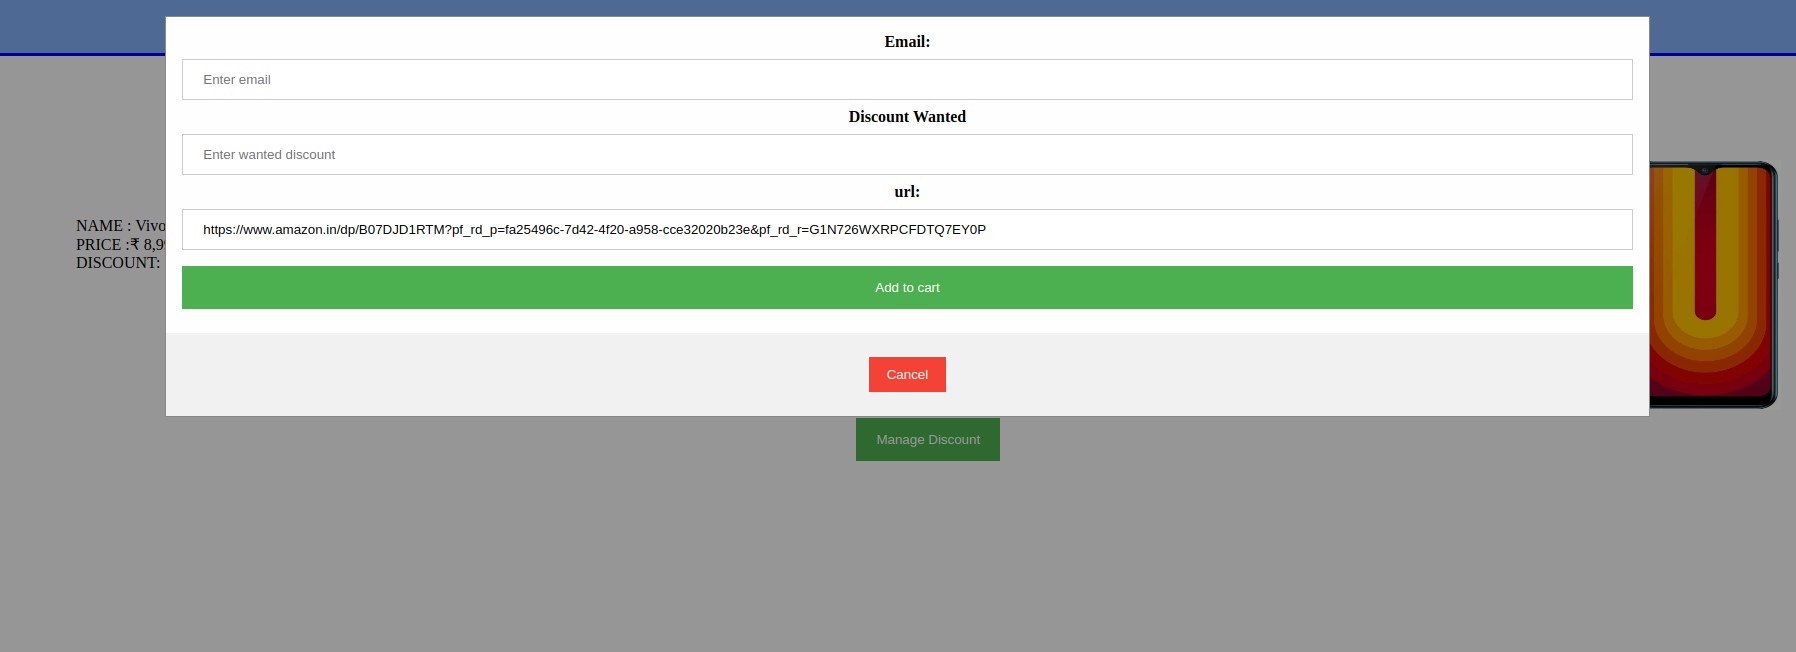 Email:
Enter email
Discount Wanted
Enter wanted discount
url:
https://www.amazon.in/dp/B07DJD1RTM?pf_rd_p=fa25496c-7d42-4f20-a958-cce32020b23e&pf_rd_r=G1N726WXRPCFDTQ7EY0P
Add to cart
Cancel
NAME : Vivo
PRICE :₹ 8,9
DISCOUNT:
Manage Discount